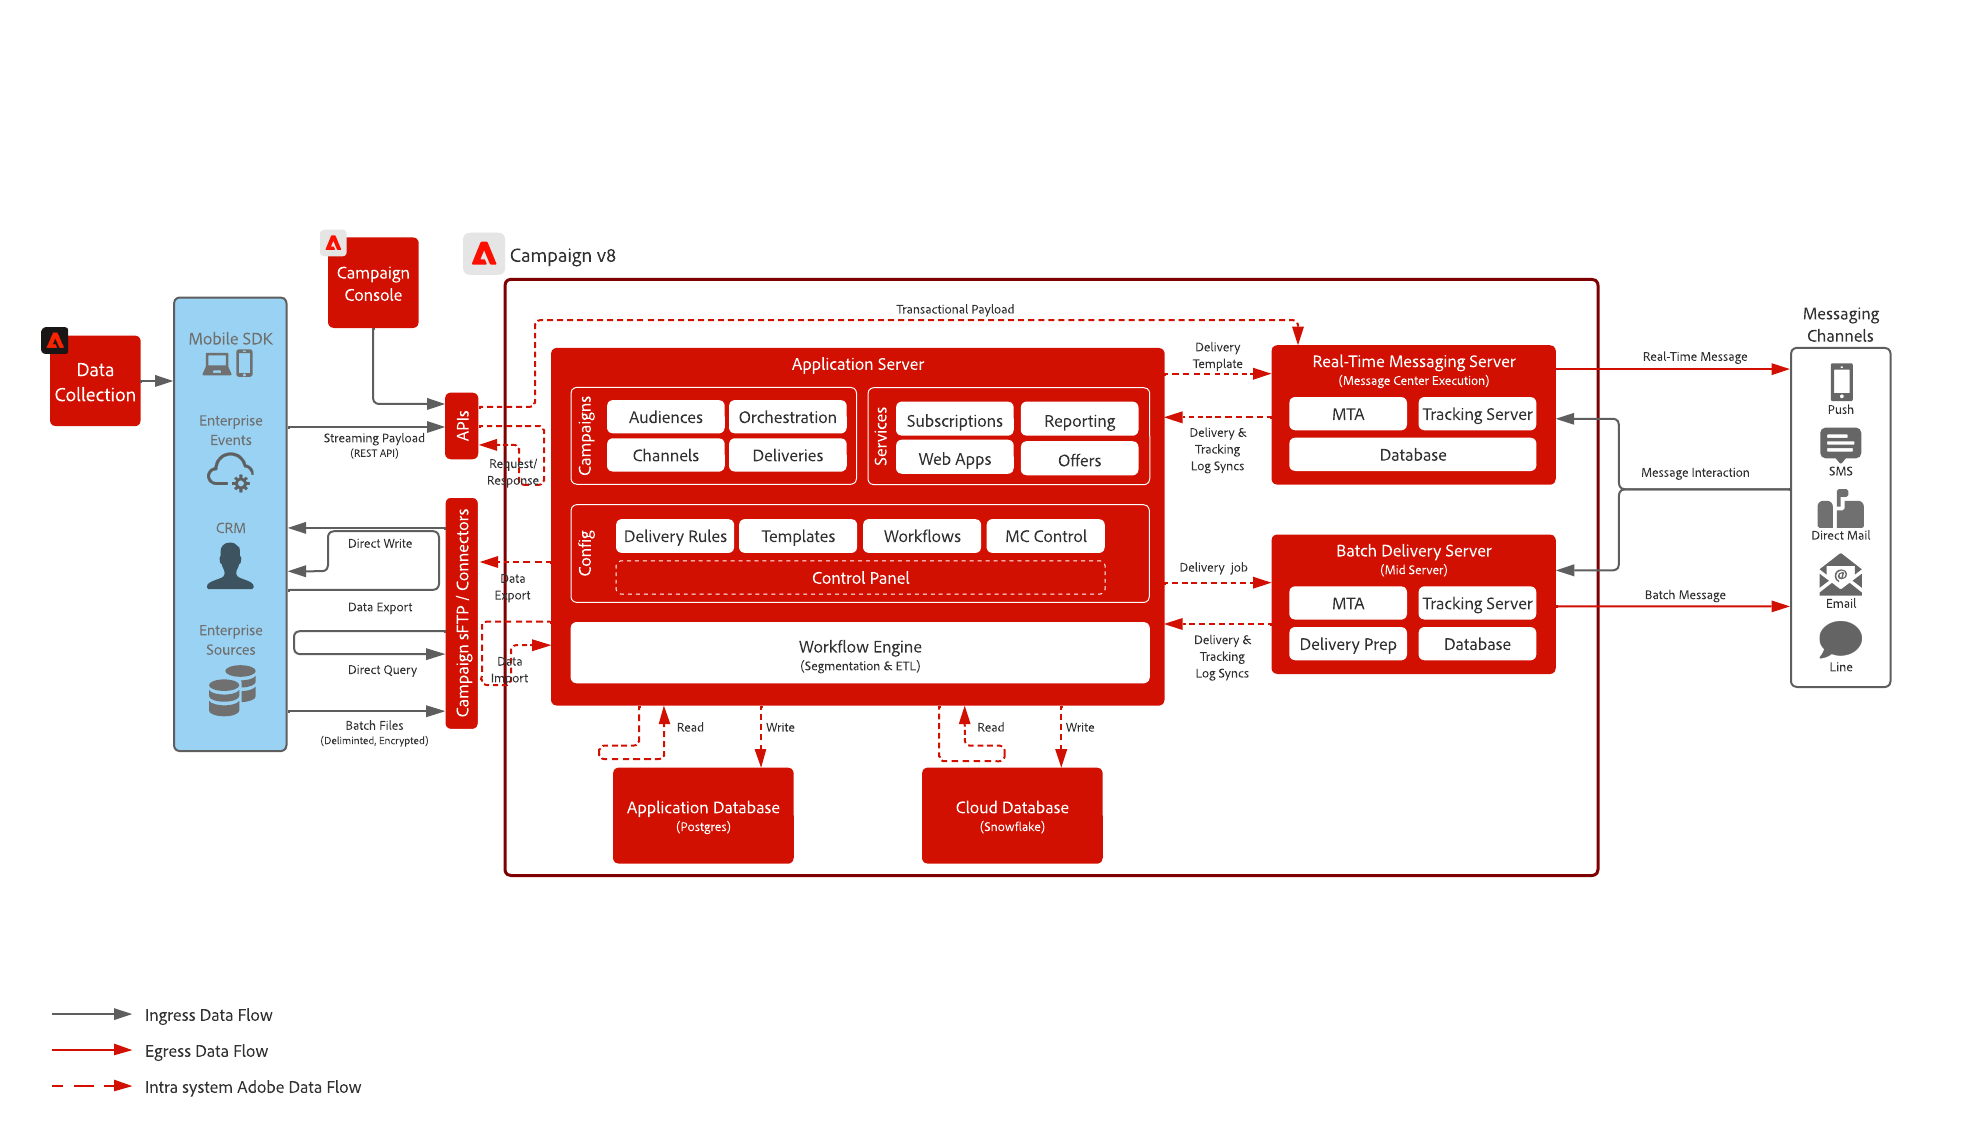 Campaign v8
Campaign
Console
Data
Collection
Mobile SDK
Enterprise
Events
CRM
Enterprise
Sources
Streaming Payload
(REST API)
Direct Write
Data Export
Direct Query
Batch Files
(Deliminted, Encrypted)
APIs
Campaign sFTP / Connectors
Request/
Response
Data
Export
Data
Import
Transactional Payload
Application Server
Campaigns
Audiences
Orchestration
Channels
Deliveries
Services
Subscriptions
Reporting
Web Apps
Offers
Config
Delivery Rules
Templates
Workflows
MC Control
Control Panel
Workflow Engine
(Segmentation & ETL)
Read
Write
Read
Write
Application Database
(Postgres)
Cloud Database
(Snowflake)
Delivery
Template
Delivery &
Tracking
Log Syncs
Delivery job
Delivery &
Tracking
Log Syncs
Real-Time Messaging Server
(Message Center Execution)
MTA
Tracking Server
Database
Batch Delivery Server
(Mid Server)
MTA
Tracking Server
Delivery Prep
Database
Real-Time Message
Message Interaction
Batch Message
Messaging
Channels
Push
SMS
Direct Mail
@
Email
Line
Ingress Data Flow
Egress Data Flow
Intra system Adobe Data Flow